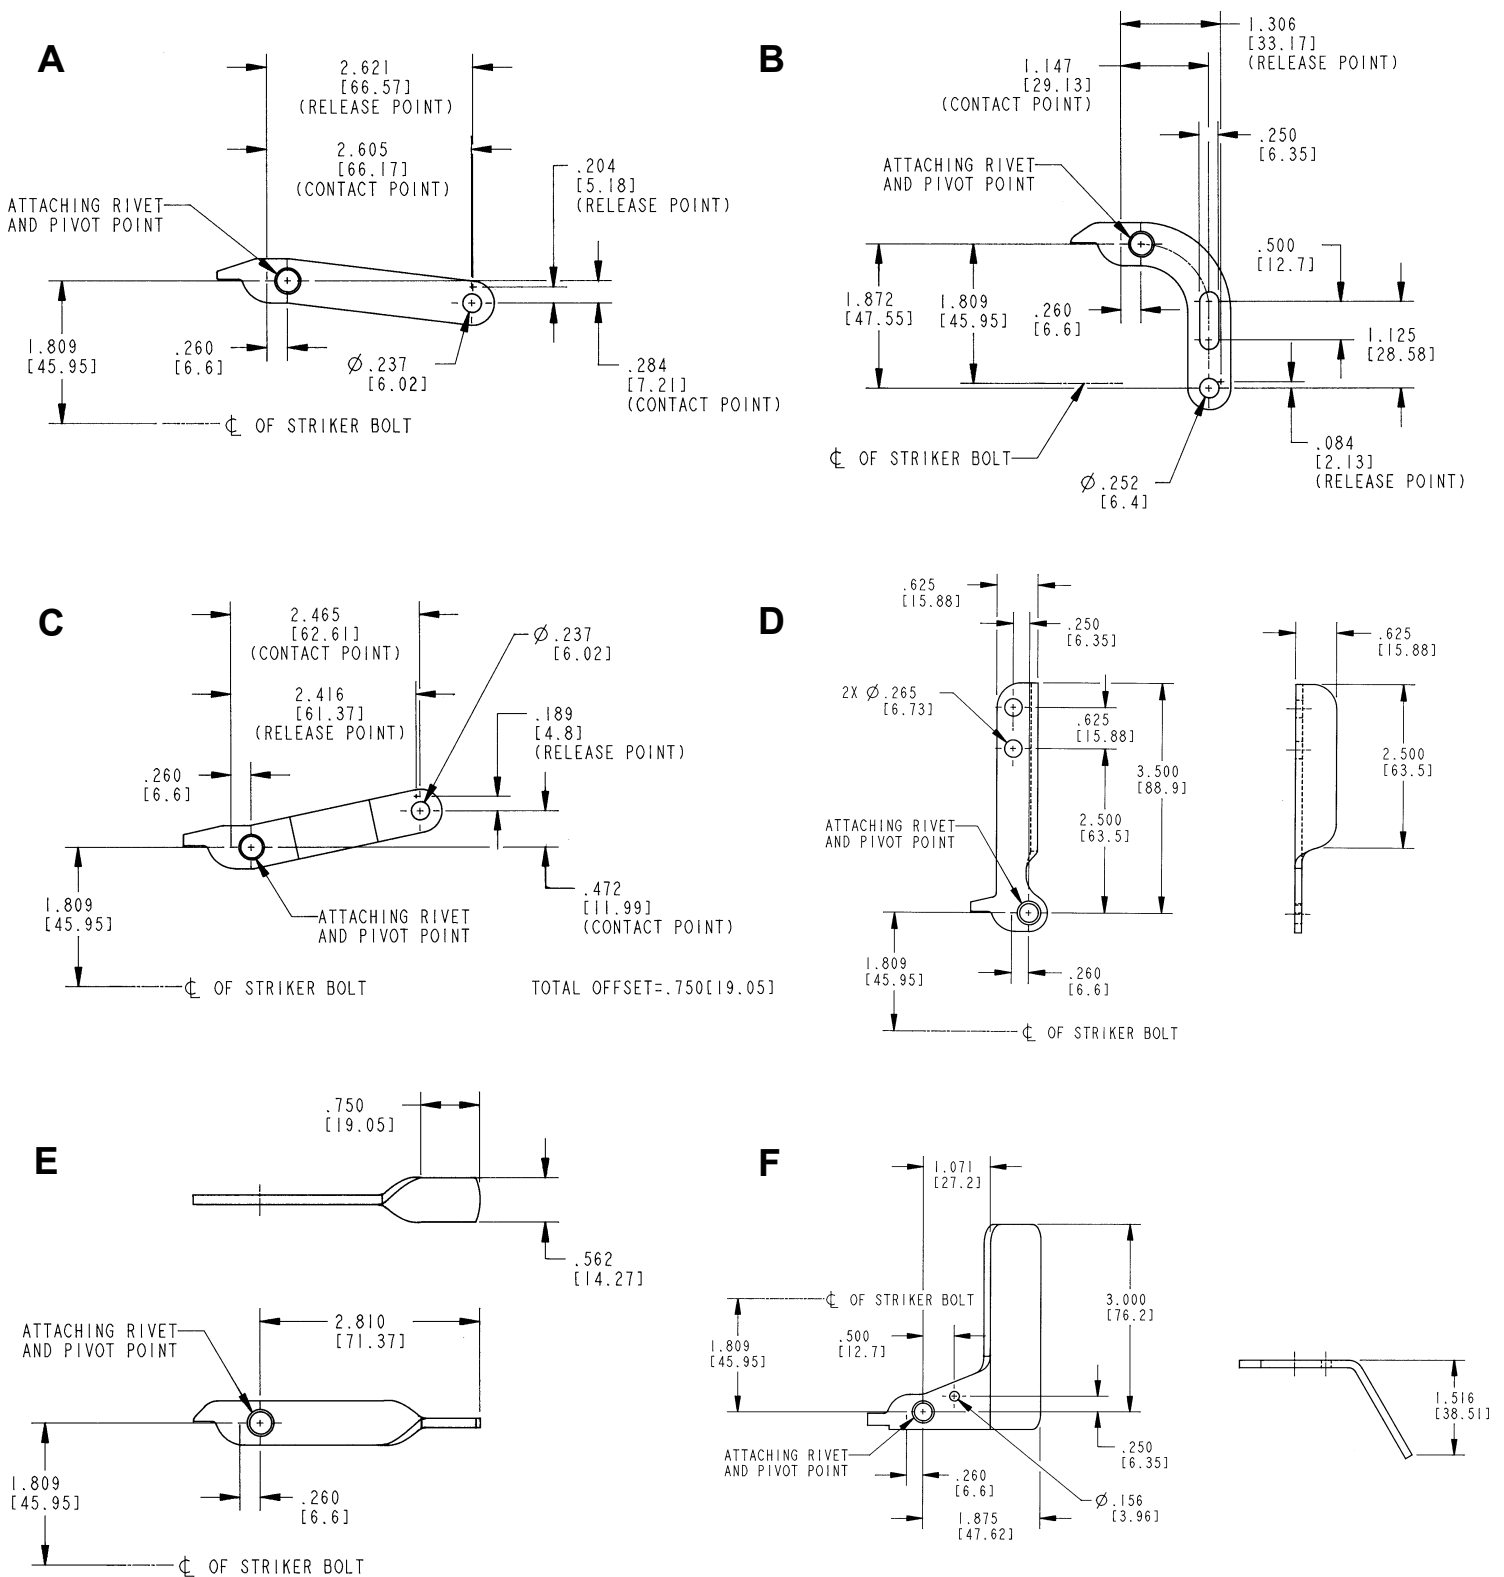 A
2.621
[66.57]
(RELEASE POINT)
2.605
[66.17]
(CONTACT POINT)
.204
[5.18]
(RELEASE POINT)
ATTACHING RIVET
AND PIVOT POINT
1.809
[45.95]
.260
[6.6]
Ø.237
[6.02]
.284
[7.21]
(CONTACT POINT)
℄ OF STRIKER BOLT
B
1.306
[33.17]
(RELEASE POINT)
1.147
[29.13]
(CONTACT POINT)
.250
[6.35]
ATTACHING RIVET
AND PIVOT POINT
.500
[12.7]
1.872
[47.55]
1.809
[45.95]
.260
[6.6]
1.125
[28.58]
℄ OF STRIKER BOLT
Ø.252
[6.4]
.084
[2.13]
(RELEASE POINT)
C
2.465
[62.61]
(CONTACT POINT)
Ø.237
[6.02]
2.416
[61.37]
(RELEASE POINT)
.189
[4.8]
(RELEASE POINT)
.260
[6.6]
1.809
[45.95]
.472
[11.99]
(CONTACT POINT)
ATTACHING RIVET
AND PIVOT POINT
℄ OF STRIKER BOLT
TOTAL OFFSET=.750[19.05]
D
.625
[15.88]
.250
[6.35]
.625
[15.88]
2X Ø.265
[6.73]
.625
[15.88]
3.500
[88.9]
2.500
[63.5]
2.500
[63.5]
ATTACHING RIVET
AND PIVOT POINT
1.809
[45.95]
.260
[6.6]
℄ OF STRIKER BOLT
E
.750
[19.05]
.562
[14.27]
ATTACHING RIVET
AND PIVOT POINT
2.810
[71.37]
1.809
[45.95]
.260
[6.6]
℄ OF STRIKER BOLT
F
1.071
[27.2]
℄ OF STRIKER BOLT
3.000
[76.2]
1.809
[45.95]
.500
[12.7]
1.516
[38.51]
.250
[6.35]
ATTACHING RIVET
AND PIVOT POINT
.260
[6.6]
Ø.156
[3.96]
1.875
[47.62]